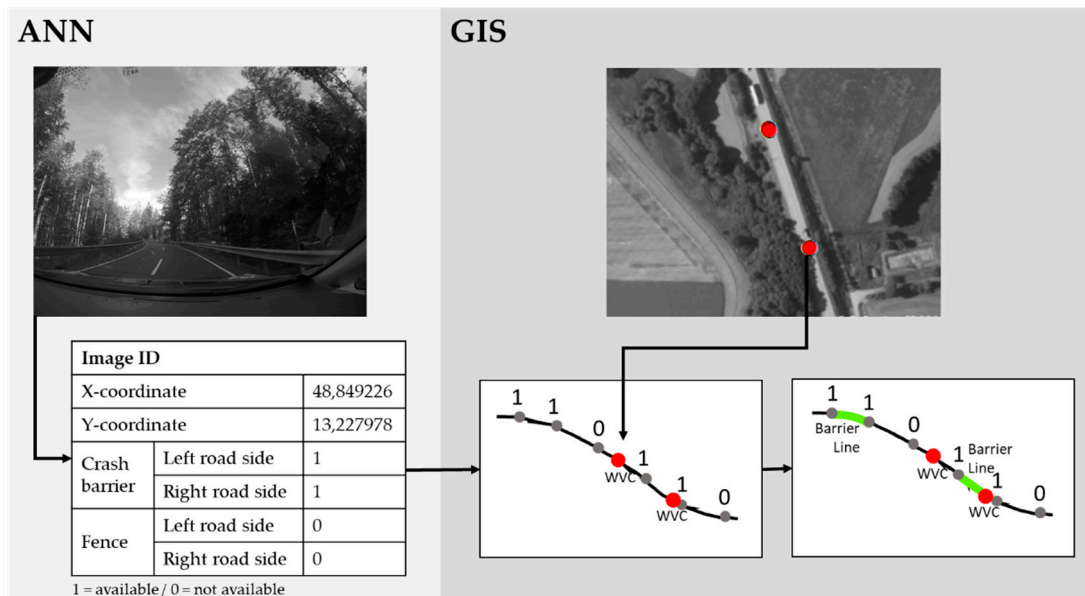 ANN
GIS
Image ID
X-coordinate 48,849226
Y-coordinate 13,227978
Crash barrier
Left road side 1
Right road side 1
Fence
Left road side 0
Right road side 0
1 = available / 0 = not available
1
1
0
WVC
1
WVC
1
0
1
Barrier
Line
1
0
WVC
1
Barrier
Line
WVC
1
0